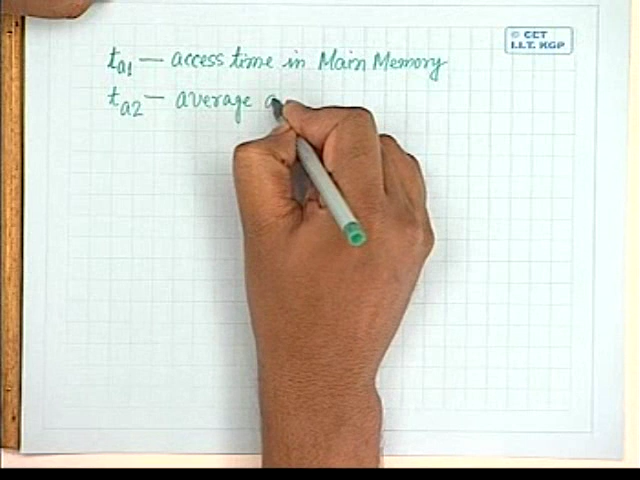 © CET
I.I.T. KGP
ta1 — access time in Main Memory
ta2 — average a